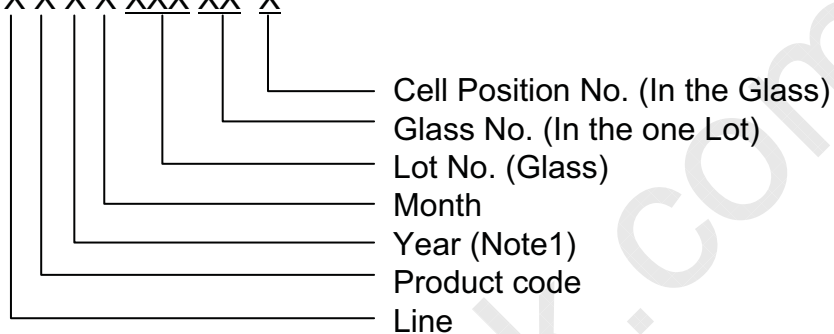 X X X X XXX XX X
Cell Position No. (In the Glass)
Glass No. (In the one Lot)
Lot No. (Glass)
Month
Year (Note1)
Product code
Line